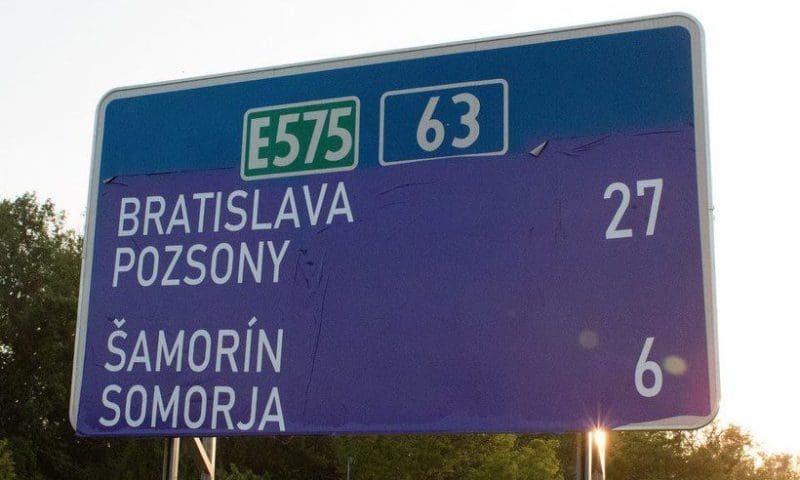 E575 63
BRATISLAVA 27
POZSONY
ŠAMORÍN 6
SOMORJA